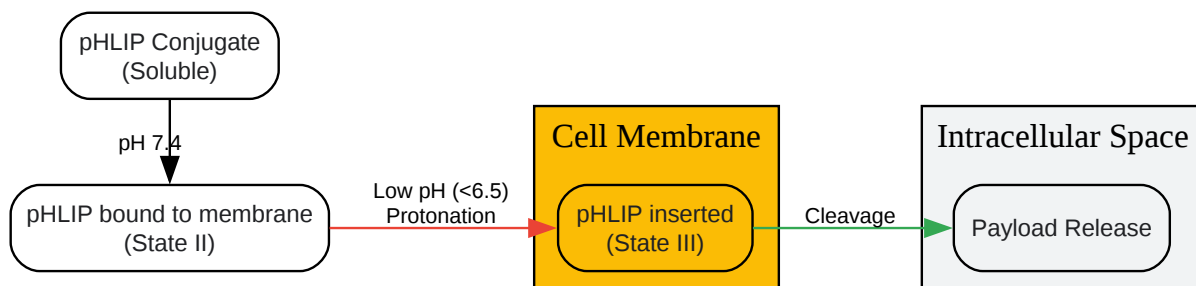 pHLIP Conjugate
(Soluble)
pH 7.4
pHLIP bound to membrane
(State II)
Low pH (<6.5)
Protonation
Cell Membrane
pHLIP inserted
(State III)
Cleavage
Intracellular Space
Payload Release